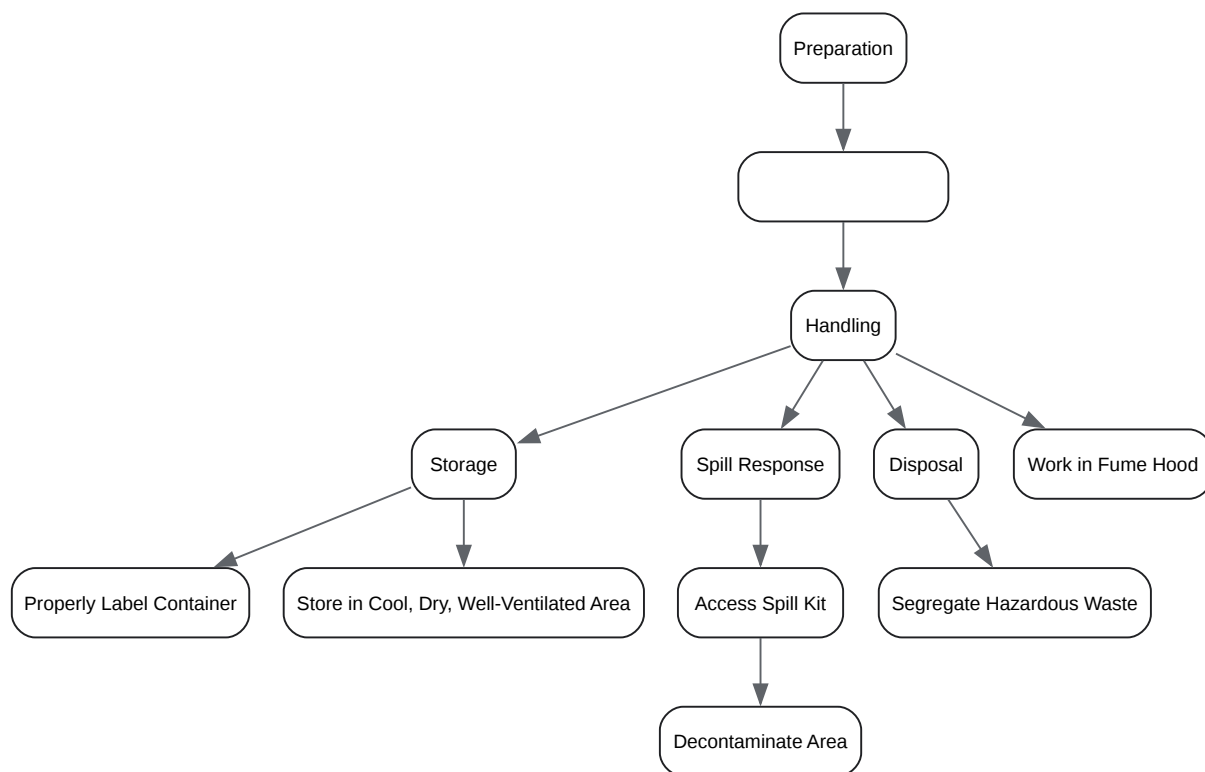 Preparation
Handling
Storage
Spill Response
Disposal
Work in Fume Hood
Properly Label Container
Store in Cool, Dry, Well-Ventilated Area
Access Spill Kit
Segregate Hazardous Waste
Decontaminate Area